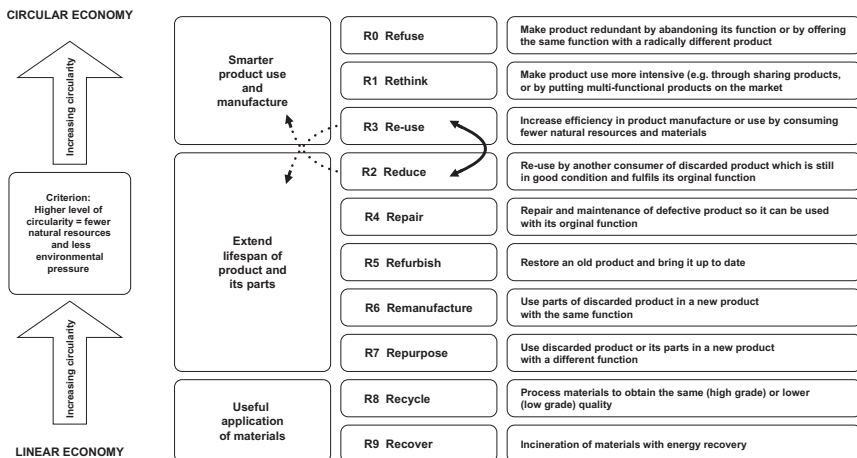 CIRCULAR ECONOMY
Increasing circularity
Criterion:
Higher level of
circularity = fewer
natural resources
and less
environmental
pressure
Increasing circularity
LINEAR ECONOMY
Smarter
product use
and
manufacture
R0 Refuse
Make product redundant by abandoning its function or by offering
the same function with a radically different product
R1 Rethink
Make product use more intensive (e.g. through sharing products,
or by putting multi-functional products on the market
R3 Re-use
Increase efficiency in product manufacture or use by consuming
fewer natural resources and materials
Extend
lifespan of
product and
its parts
R2 Reduce
Re-use by another consumer of discarded product which is still
in good condition and fulfils its orginal function
R4 Repair
Repair and maintenance of defective product so it can be used
with its orginal function
R5 Refurbish
Restore an old product and bring it up to date
R6 Remanufacture
Use parts of discarded product in a new product
with the same function
R7 Repurpose
Use discarded product or its parts in a new product
with a different function
Useful
application
of materials
R8 Recycle
Process materials to obtain the same (high grade) or lower
(low grade) quality
R9 Recover
Incineration of materials with energy recovery